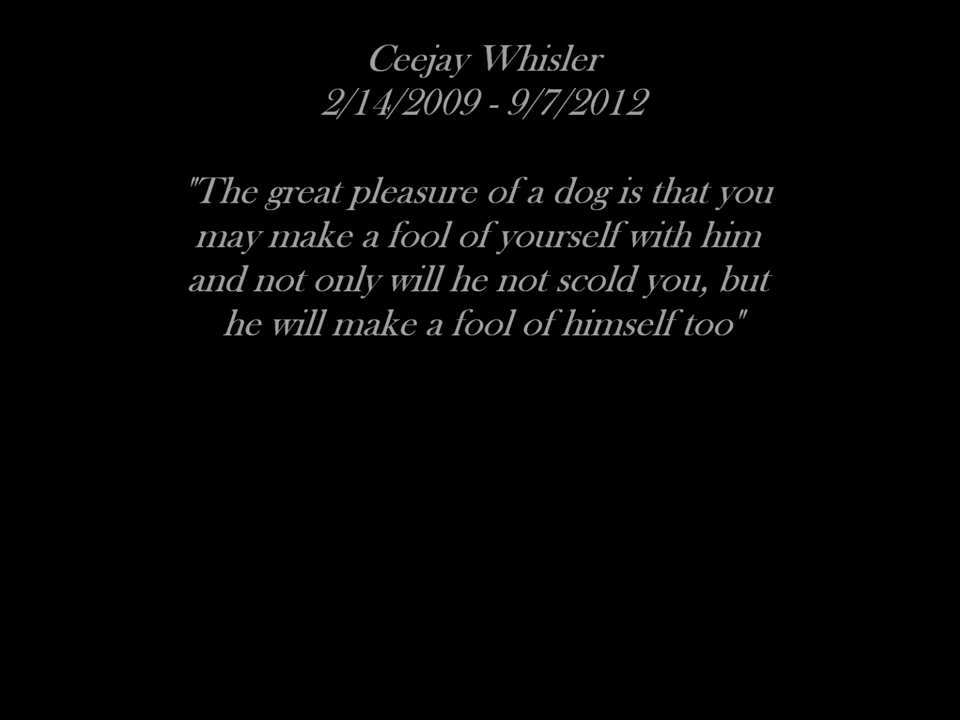 Ceejay Whisler
2/14/2009 - 9/7/2012
"The great pleasure of a dog is that you
may make a fool of yourself with him
and not only will he not scold you, but
he will make a fool of himself too"